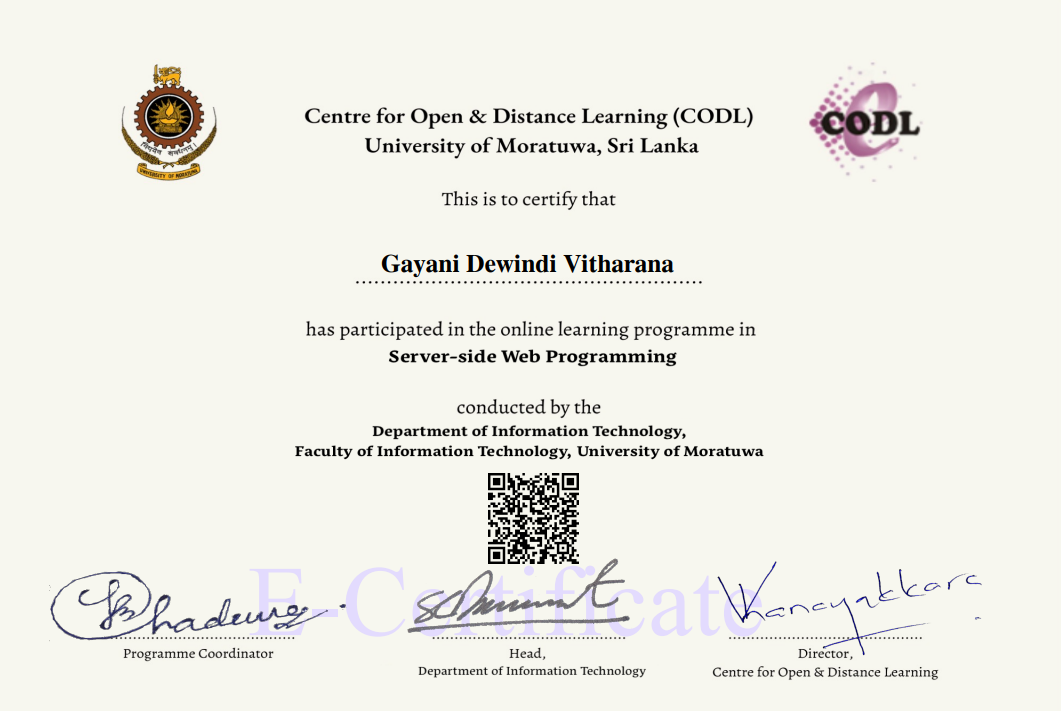 Centre for Open & Distance Learning (CODL)
University of Moratuwa, Sri Lanka
CODL
UNIVERSITY OF MORATUWA
This is to certify that
Gayani Dewindi Vitharana
has participated in the online learning programme in
Server-side Web Programming
conducted by the
Department of Information Technology,
Faculty of Information Technology, University of Moratuwa
E-Certificate
Programme Coordinator
Head,
Department of Information Technology
Director,
Centre for Open & Distance Learning